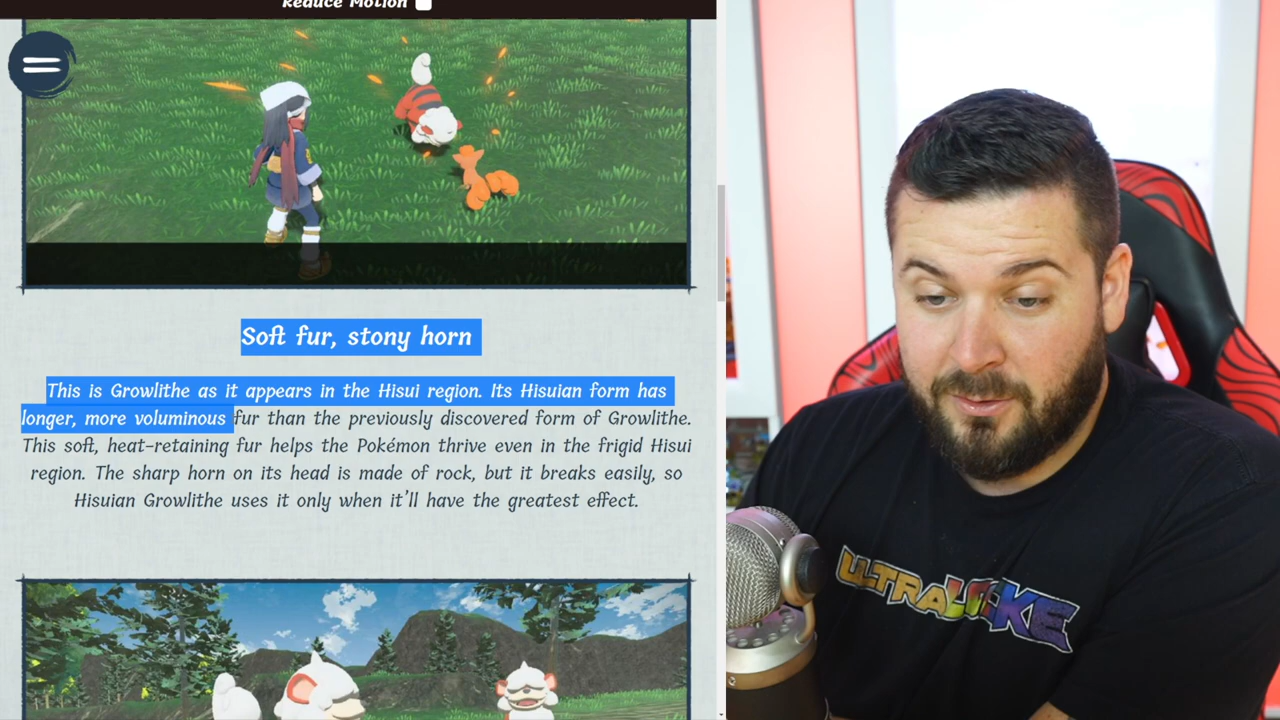 Reduce Motion
Soft fur, stony horn
This is Growlithe as it appears in the Hisui region. Its Hisuian form has
longer, more voluminous fur than the previously discovered form of Growlithe.
This soft, heat-retaining fur helps the Pokémon thrive even in the frigid Hisui
region. The sharp horn on its head is made of rock, but it breaks easily, so
Hisuian Growlithe uses it only when it'll have the greatest effect.
ULTRALOCKE